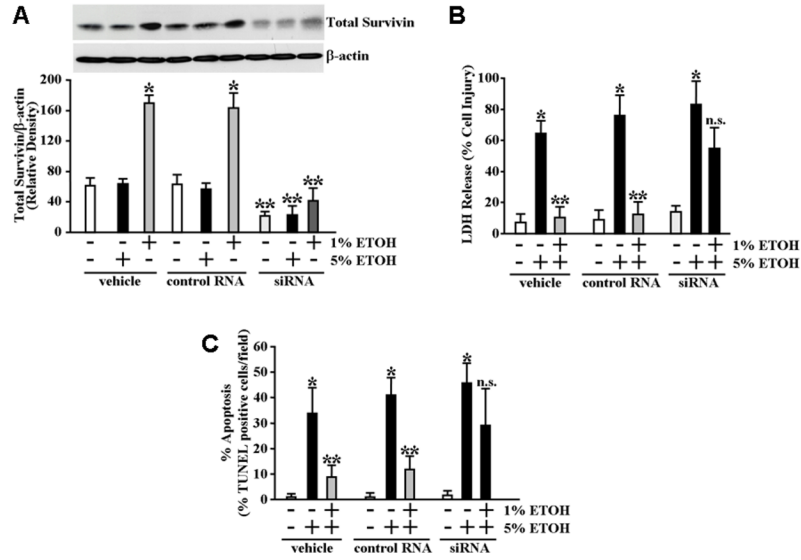 A
Total Survivin
β-actin
Total Survivin/β-actin
(Relative Density)
200
160
120
80
40
0
* * ** ** **
- - + - - + - - + 1% ETOH
- + - - + - - + - 5% ETOH
vehicle control RNA siRNA
B
LDH Release (% Cell Injury)
100
80
60
40
20
0
* ** * ** * n.s.
- - + - - + - - + 1% ETOH
- + + - + + - + + 5% ETOH
vehicle control RNA siRNA
C
% Apoptosis
(% TUNEL positive cells/field)
60
50
40
30
20
10
0
* ** * ** * n.s.
- - + - - + - - + 1% ETOH
- + + - + + - + + 5% ETOH
vehicle control RNA siRNA